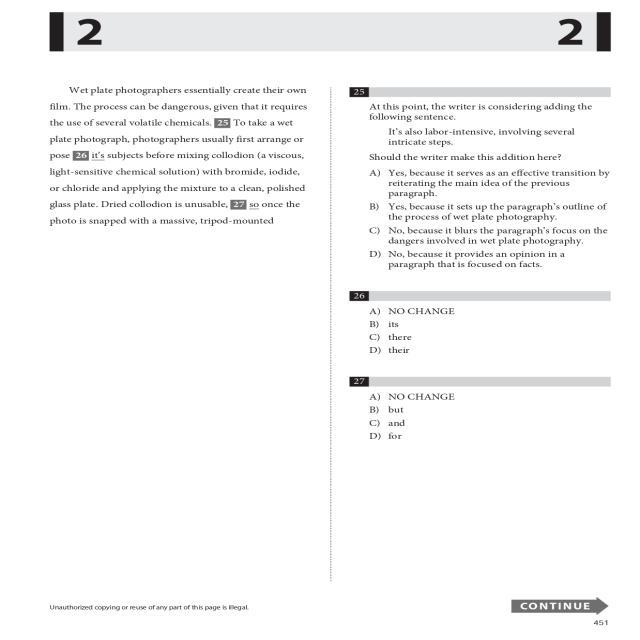 2
2
Wet plate photographers essentially create their own
film. The process can be dangerous, given that it requires
the use of several volatile chemicals. 25 To take a wet
plate photograph, photographers usually first arrange or
pose 26 it's subjects before mixing collodion (a viscous,
light-sensitive chemical solution) with bromide, iodide,
or chloride and applying the mixture to a clean, polished
glass plate. Dried collodion is unusable, 27 so once the
photo is snapped with a massive, tripod-mounted
25
At this point, the writer is considering adding the
following sentence.
It's also labor-intensive, involving several
intricate steps.
Should the writer make this addition here?
A) Yes, because it serves as an effective transition by
reiterating the main idea of the previous
paragraph.
B) Yes, because it sets up the paragraph's outline of
the process of wet plate photography.
C) No, because it blurs the paragraph's focus on the
dangers involved in wet plate photography.
D) No, because it provides an opinion in a
paragraph that is focused on facts.
26
A) NO CHANGE
B) its
C) there
D) their
27
A) NO CHANGE
B) but
C) and
D) for
Unauthorized copying or reuse of any part of this page is illegal.
CONTINUE
451